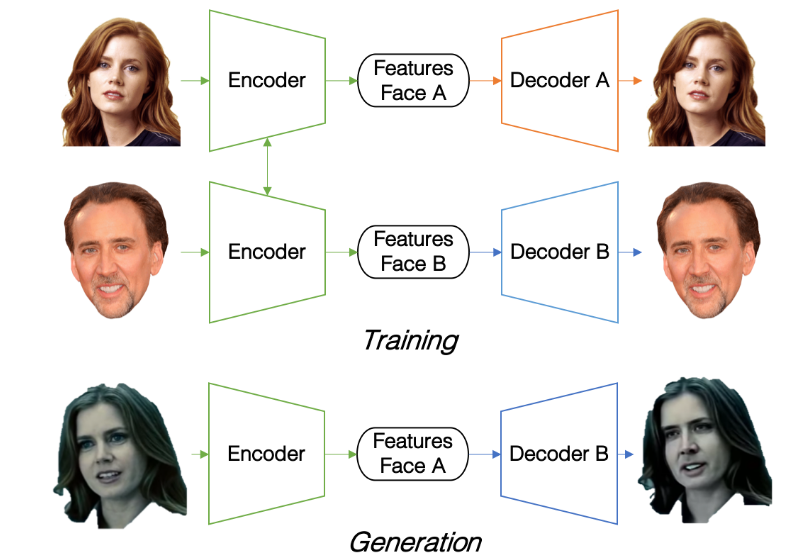 Encoder
Features
Face A
Decoder A
Encoder
Features
Face B
Decoder B
Training
Encoder
Features
Face A
Decoder B
Generation